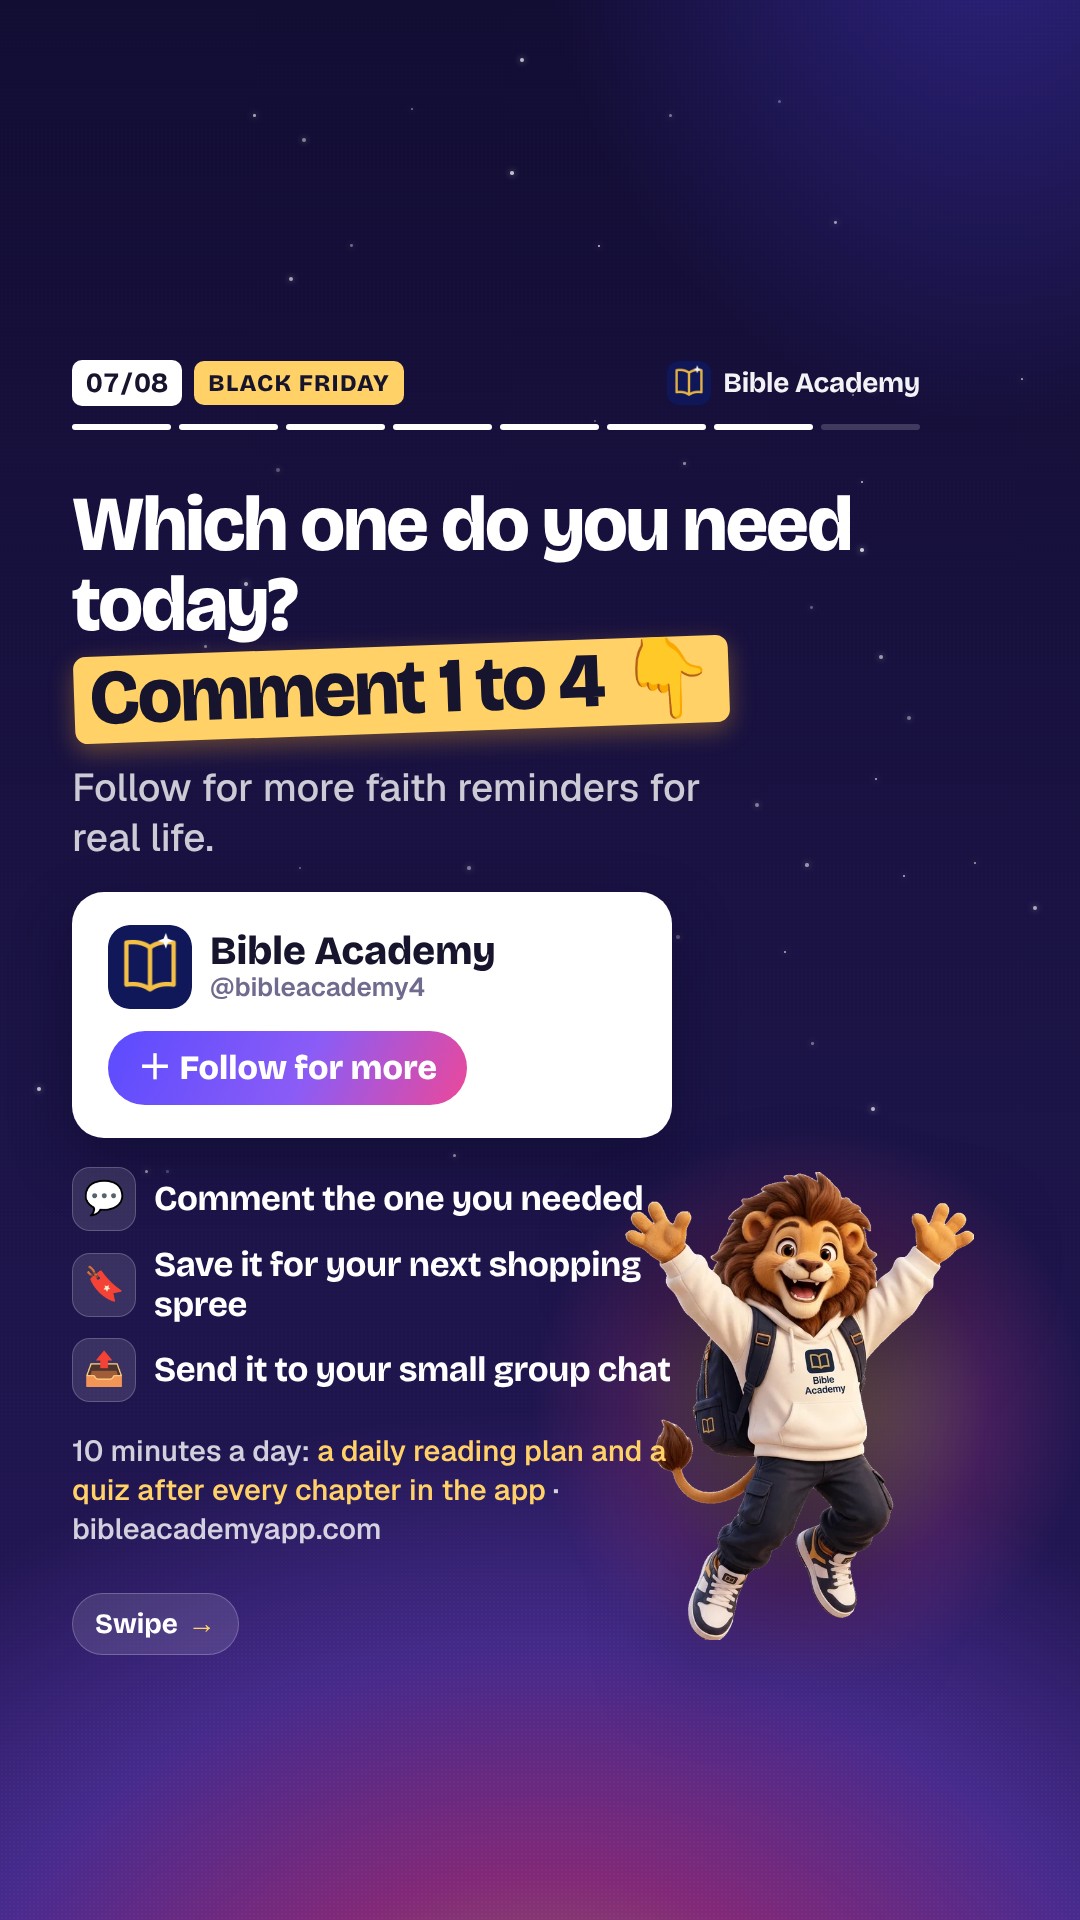 07/08
BLACK FRIDAY
Bible Academy
Which one do you need
today?
Comment 1 to 4 👇
Follow for more faith reminders for
real life.
Bible Academy
@bibleacademy4
+ Follow for more
Comment the one you needed
Save it for your next shopping
spree
Send it to your small group chat
Bible
Academy
10 minutes a day: a daily reading plan and a
quiz after every chapter in the app ·
bibleacademyapp.com
Swipe →